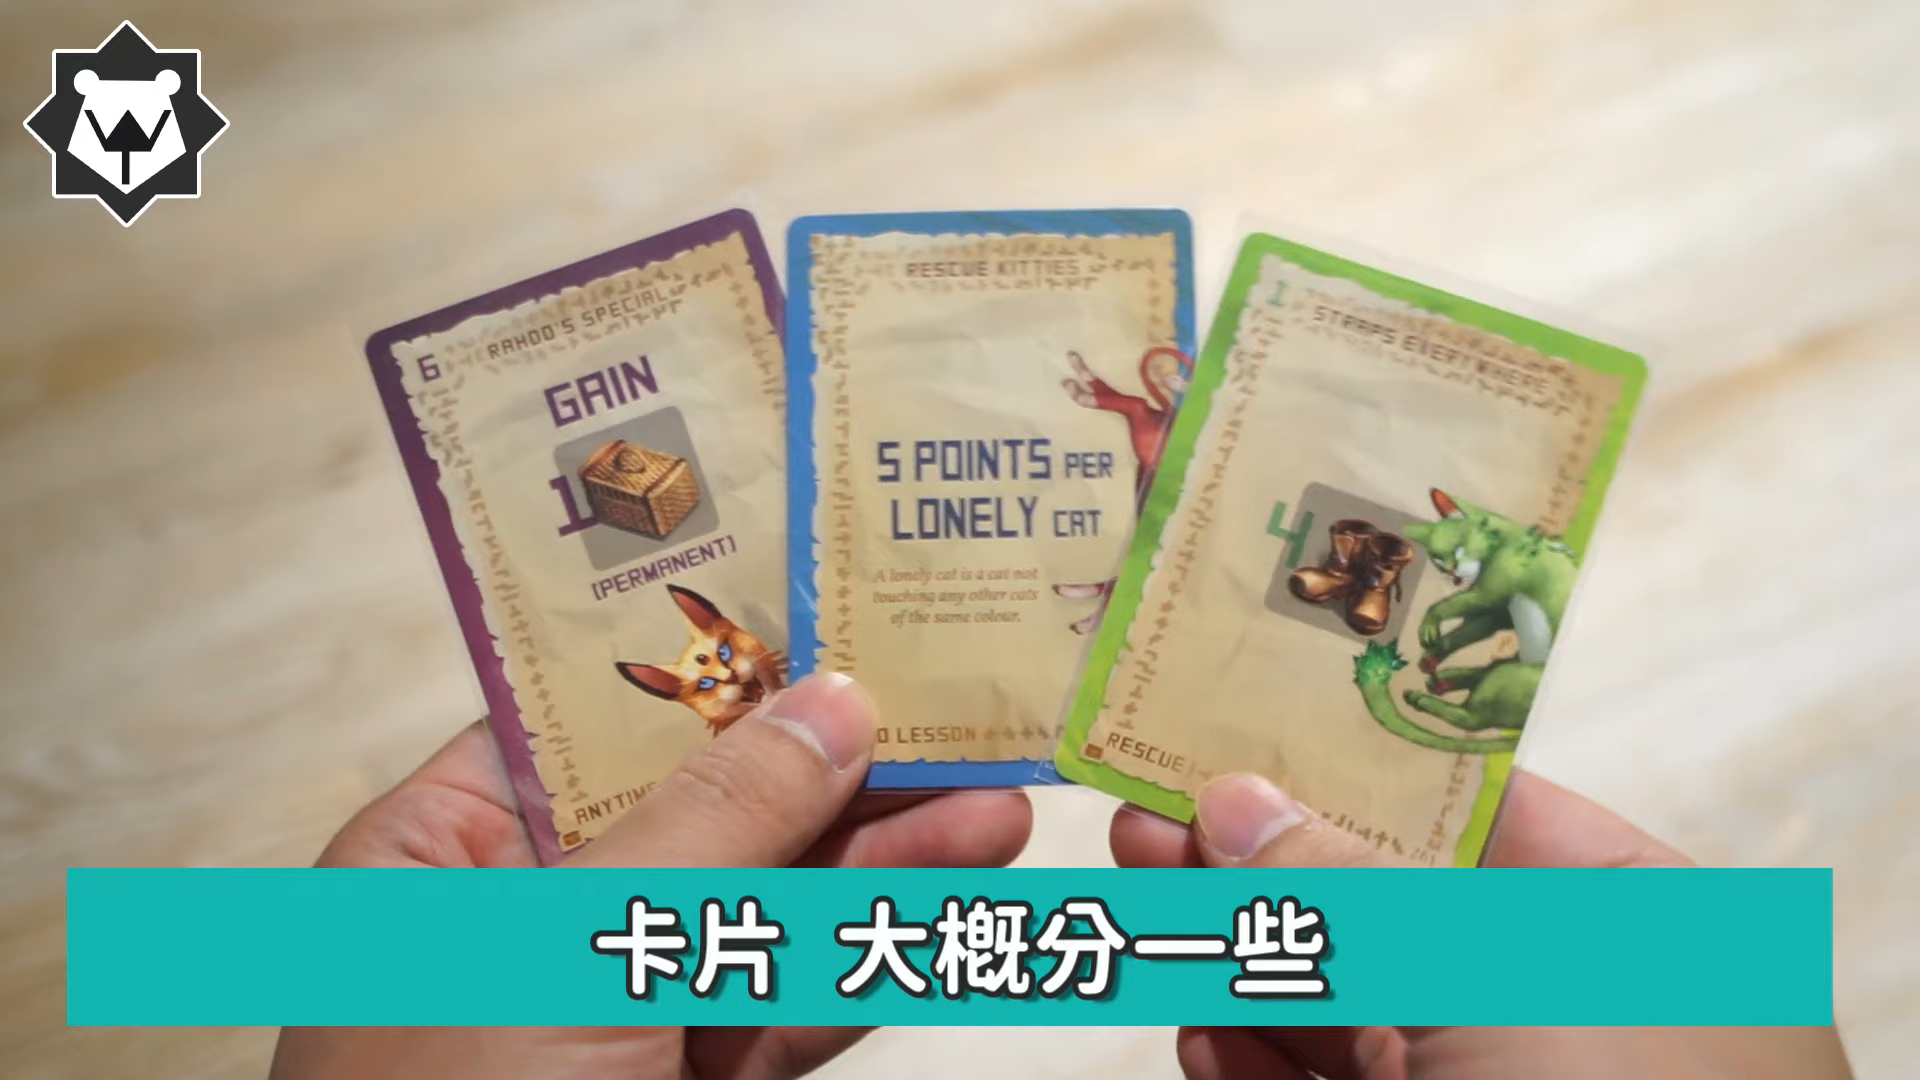 6
RAHDO'S SPECIAL
GAIN
1
(PERMANENT)
ANYTIME
RESCUE KITTIES
5 POINTS PER
LONELY CAT
A lonely cat is a cat not
touching any other cats
of the same colour.
O LESSON
1
STRAPS EVERYWHERE
4
RESCUE
261
卡片 大概分一些